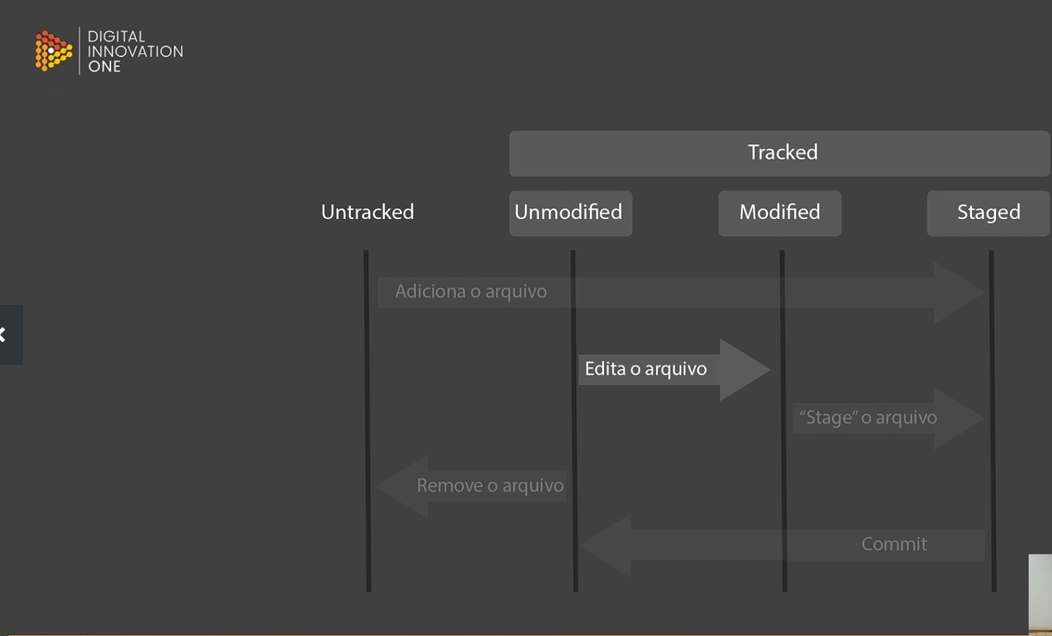 DIGITAL
INNOVATION
ONE
Tracked
Untracked
Unmodified
Modified
Staged
Adiciona o arquivo
Edita o arquivo
“Stage” o arquivo
Remove o arquivo
Commit